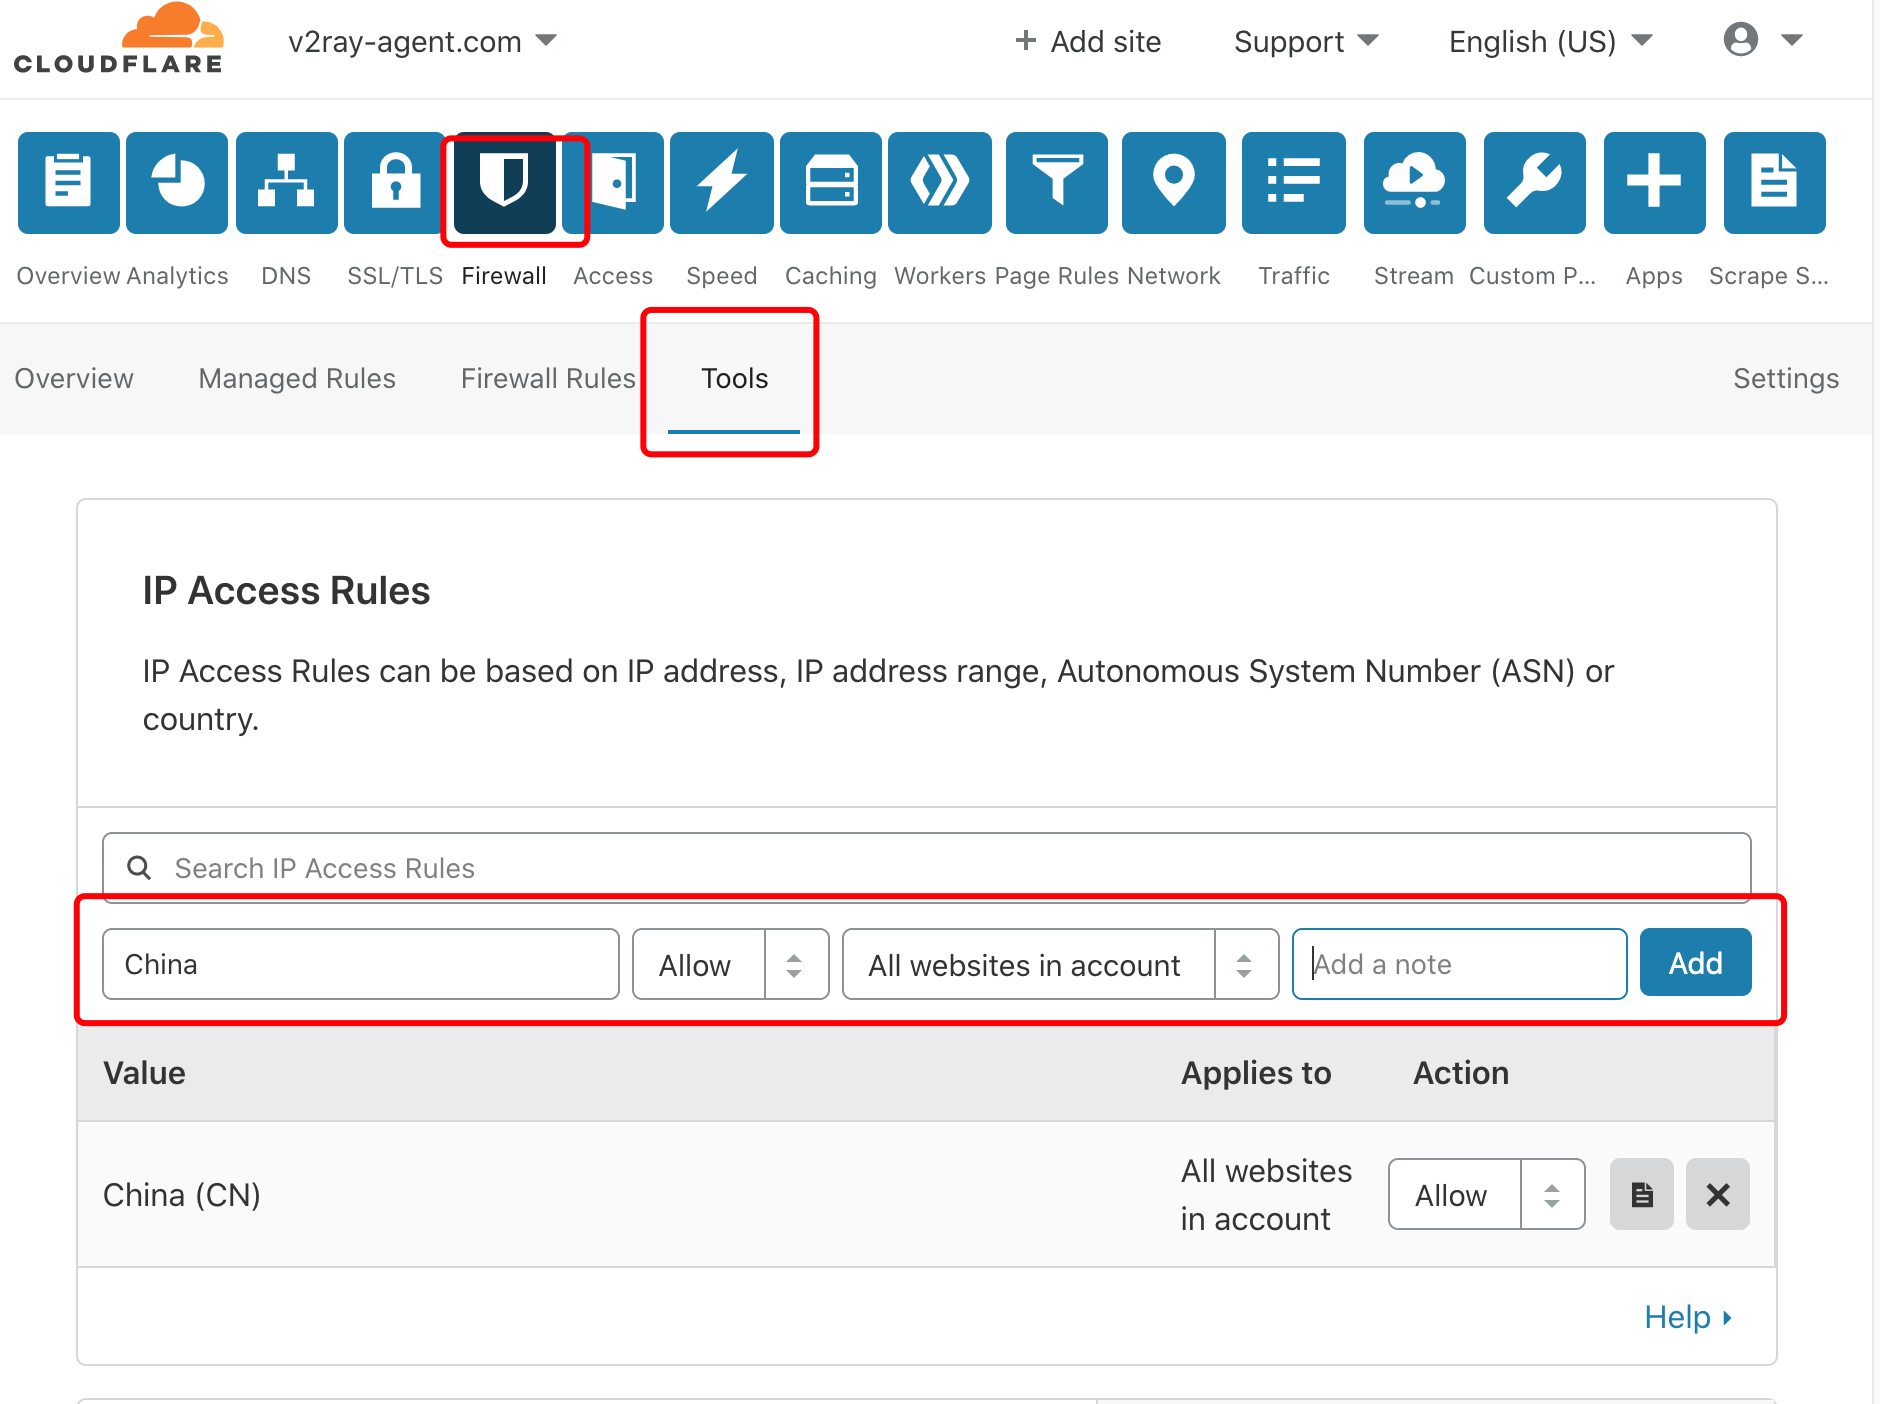 CLOUDFLARE
v2ray-agent.com
+ Add site
Support
English (US)
Overview Analytics DNS SSL/TLS Firewall Access Speed Caching Workers Page Rules Network Traffic Stream Custom P... Apps Scrape S...
Overview Managed Rules Firewall Rules Tools Settings
IP Access Rules
IP Access Rules can be based on IP address, IP address range, Autonomous System Number (ASN) or
country.
Search IP Access Rules
China Allow All websites in account Add a note Add
Value Applies to Action
China (CN) All websites
in account Allow
Help